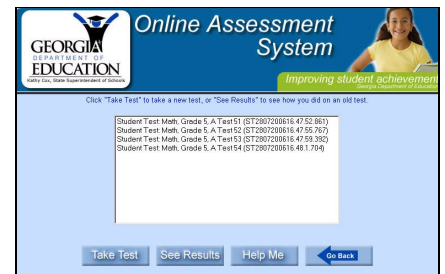 GEORGIA
DEPARTMENT OF
EDUCATION
Kathy Cox, State Superintendent of Schools
Online Assessment
System
Improving student achievement
Georgia Department of Education
Click "Take Test" to take a new test, or "See Results" to see how you did on an old test.
Student Test: Math, Grade 5, A Test 51 (ST2807200616.47.52.861)
Student Test: Math, Grade 5, A Test 52 (ST2807200616.47.55.767)
Student Test: Math, Grade 5, A Test 53 (ST2807200616.47.59.392)
Student Test: Math, Grade 5, A Test 54 (ST2807200616.48.1.704)
Take Test
See Results
Help Me
Go Back